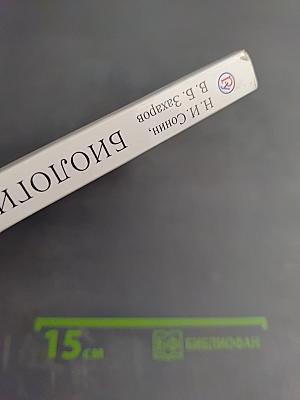 Н. И. Сонин,
В. Б. Захаров
БИОЛОГИ
15 см
БИБЛИОФАН